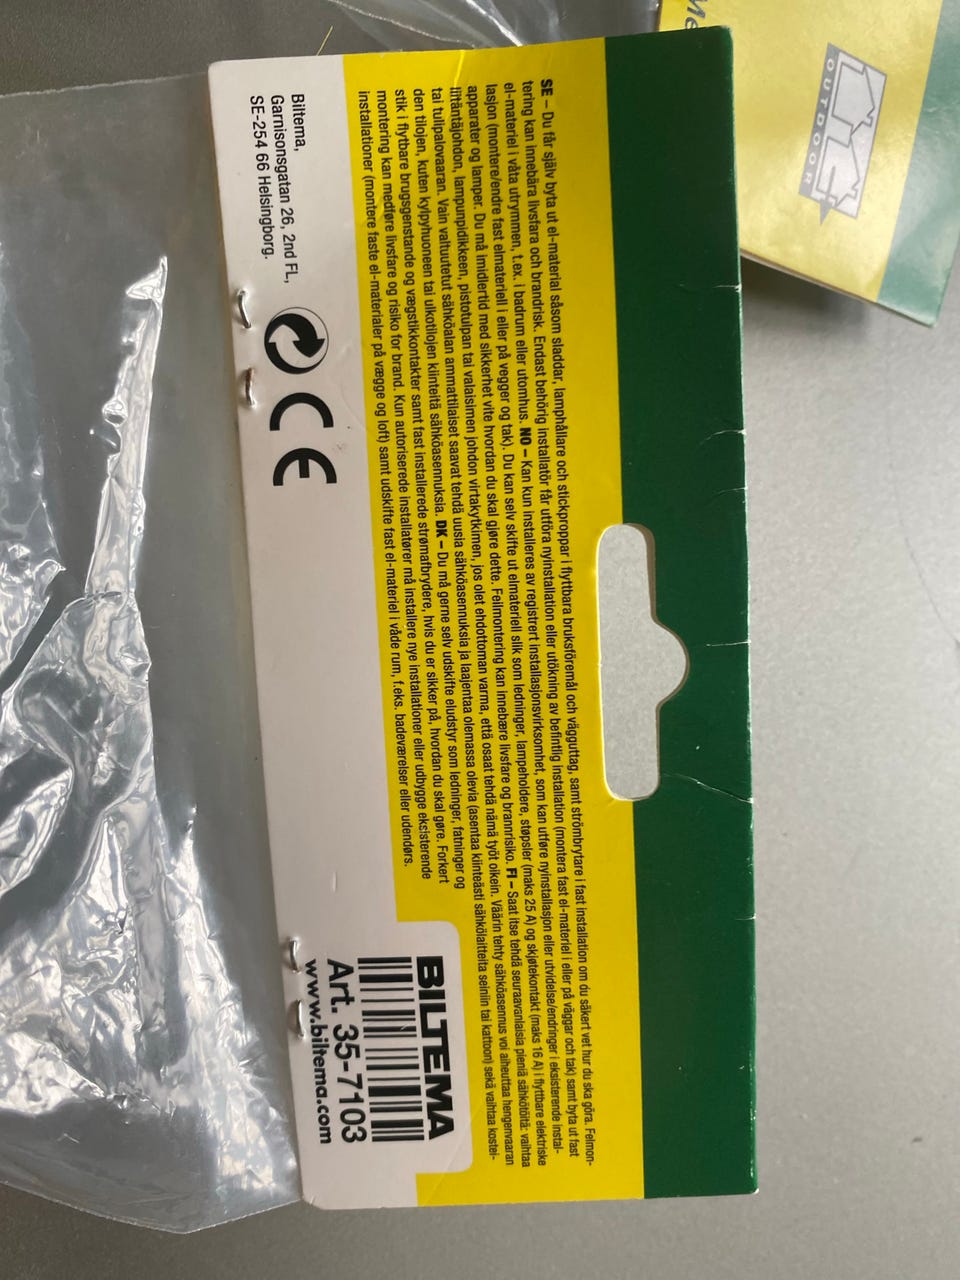 SE – Du får själv byta ut el-material såsom sladdar, lamphållare och stickproppar i flyttbara bruksföremål och vägguttag, samt strömbrytare i fast installation om du säkert vet hur du ska göra. Felmon-
tering kan innebära livsfara och brandrisk. Endast behörig installatör får utföra nyinstallation eller utökning av befintlig installation (montera fast el-materiel i eller på väggar och tak) samt byta ut fast
el-materiel i våta utrymmen, t.ex. i badrum eller utomhus. NO – Kan kun installeres av registrert installasjonsvirksomhet, som kan utføre nyinstallasjon eller utvidelse/endringer i eksisterende instal-
lasjon (montere/endre fast elmateriell i eller på vegger og tak). Du kan selv skifte ut elmateriell slik som ledninger, lampeholdere, støpsler (maks 25 A) og skjøtekontakt (maks 16 A) i flyttbare elektriske
apparater og lamper. Du må imidlertid med sikkerhet vite hvordan du skal gjøre dette. Feilmontering kan innebære livsfare og brannrisiko. FI – Saat itse tehdä seuraavanlaisia pieniä sähkötöitä: vaihtaa
liitäntäjohdon, lampunpidikkeen, pistotulpan tai valaisimen johdon virtakytkimen, jos olet ehdottoman varma, että osaat tehdä nämä työt oikein. Väärin tehty sähköasennus voi aiheuttaa hengenvaaran
tai tulipalovaaran. Vain valtuutetut sähköalan ammattilaiset saavat tehdä uusia sähköasennuksia ja laajentaa olemassa olevia (asentaa kiinteästi sähkölaitteita seiniin tai kattoon) sekä vaihtaa kostei-
den tilojen, kuten kylpyhuoneen tai ulkotilojen kiinteitä sähköasennuksia. DK – Du må gerne selv udskifte eludstyr som ledninger, fatninger og
stik i flytbare brugsgenstande og vægstikkontakter samt fast installerede strømafbrydere, hvis du er sikker på, hvordan du skal gøre. Forkert
montering kan medføre livsfare og risiko for brand. Kun autoriserede installatører må installere nye installationer eller udbygge eksisterende
installationer (montere faste el-materialer på vægge og loft) samt udskifte fast el-materiel i våde rum, f.eks. badeværelser eller udendørs.
Biltema,
Garnisonsgatan 26, 2nd FL,
SE-254 66 Helsingborg.
CE
BILTEMA
Art. 35-7103
www.biltema.com
OUTDOOR